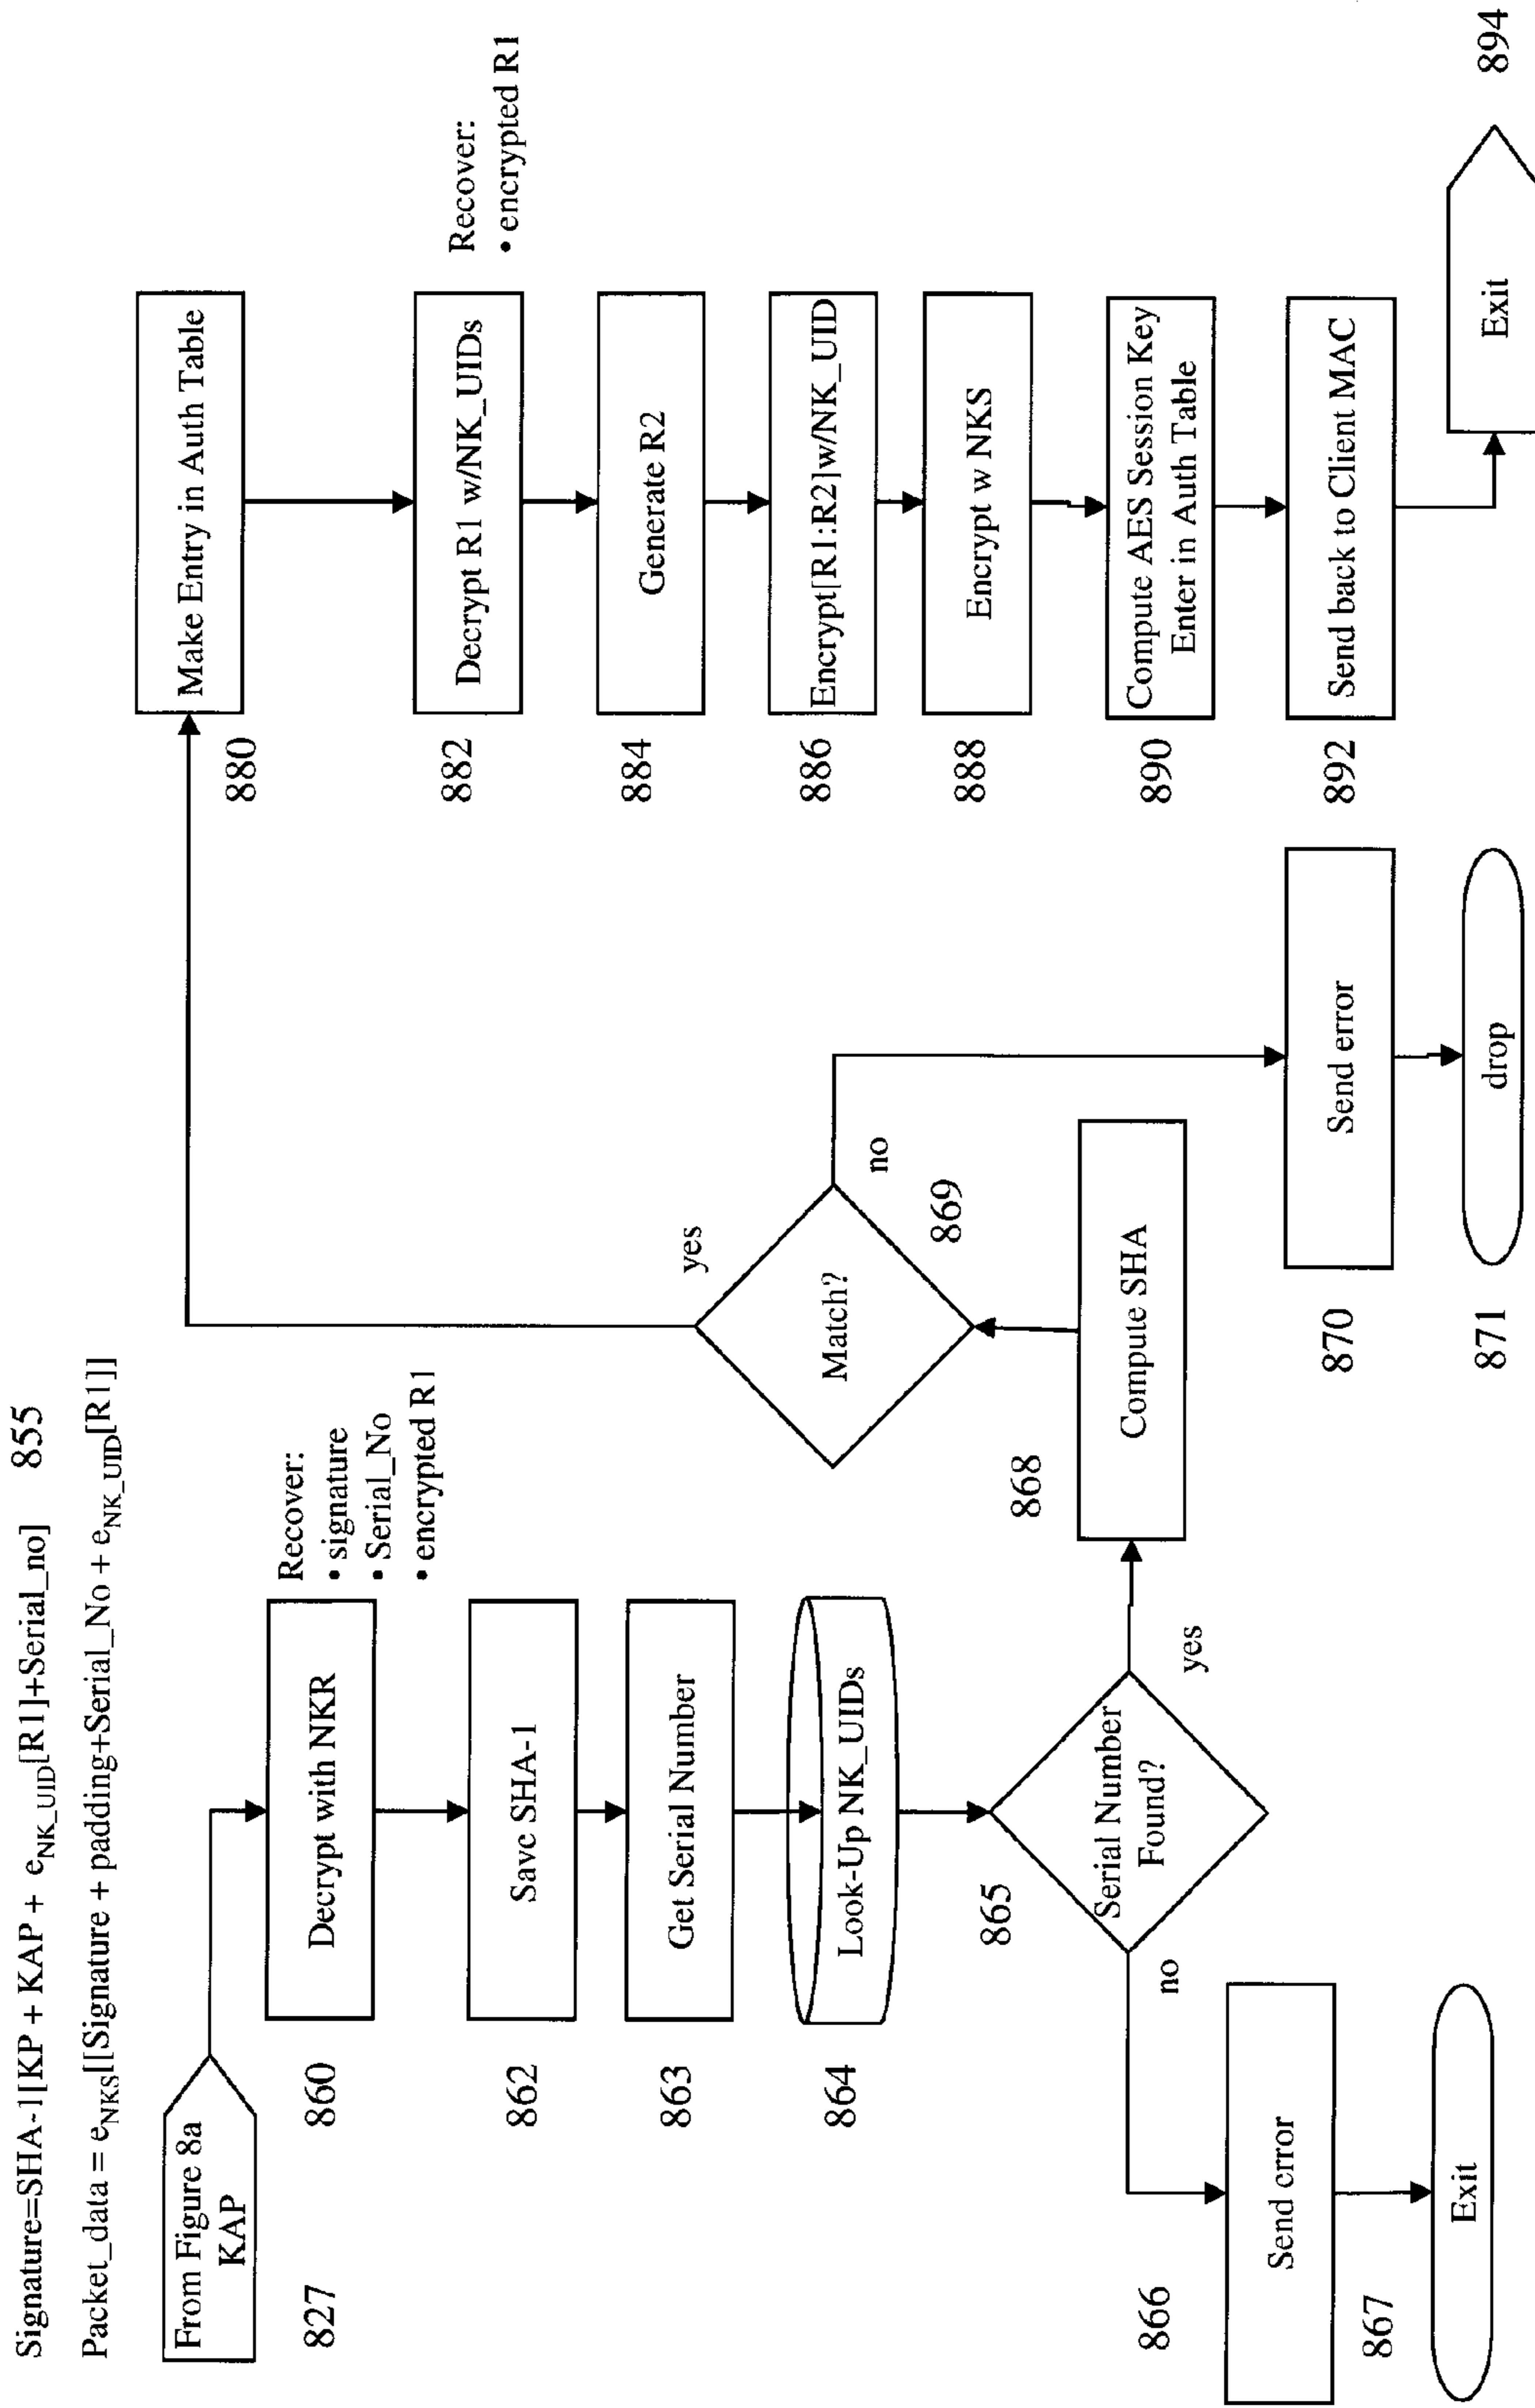 Signature=SHA-1[KP + KAP + eNK_UID[R1]+Serial_no] 855
Packet_data = eNKS[[Signature + padding+Serial_No + eNK_UID[R1]]
From Figure 8a
KAP
827
Decrypt with NKR
860
Recover:
• signature
• Serial_No
• encrypted R1
Save SHA-1
862
Get Serial Number
863
Look-Up NK_UIDs
864
Serial Number
Found?
865
no
yes
Send error
866
Exit
867
Compute SHA
868
Match?
869
yes
no
Send error
870
drop
871
Make Entry in Auth Table
880
Decrypt R1 w/NK_UIDs
882
Recover:
• encrypted R1
Generate R2
884
Encrypt[R1:R2]w/NK_UID
886
Encrypt w NKS
888
Compute AES Session Key
Enter in Auth Table
890
Send back to Client MAC
892
Exit
894